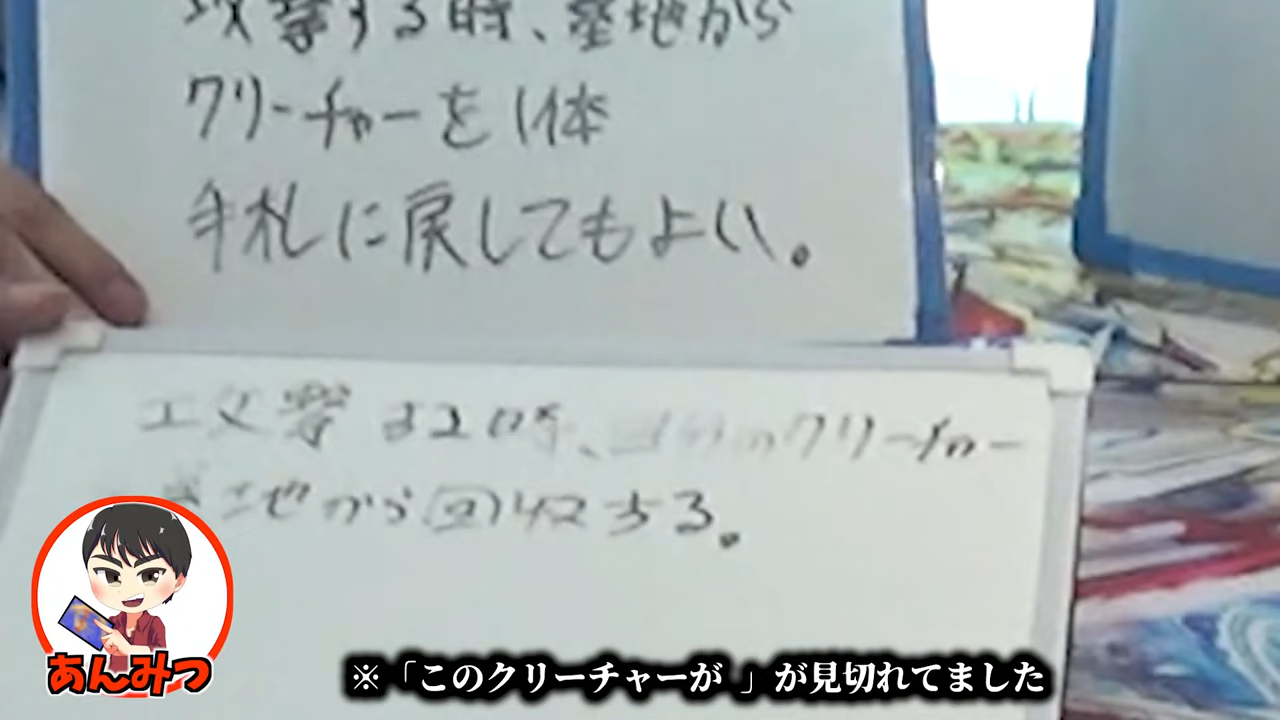 攻撃する時、墓地から
クリーチャーを1体
手札に戻してもよい。
攻撃する時、自分のクリーチャー
墓地から回収する。
あんみつ
※「このクリーチャーが 」が見切れてました